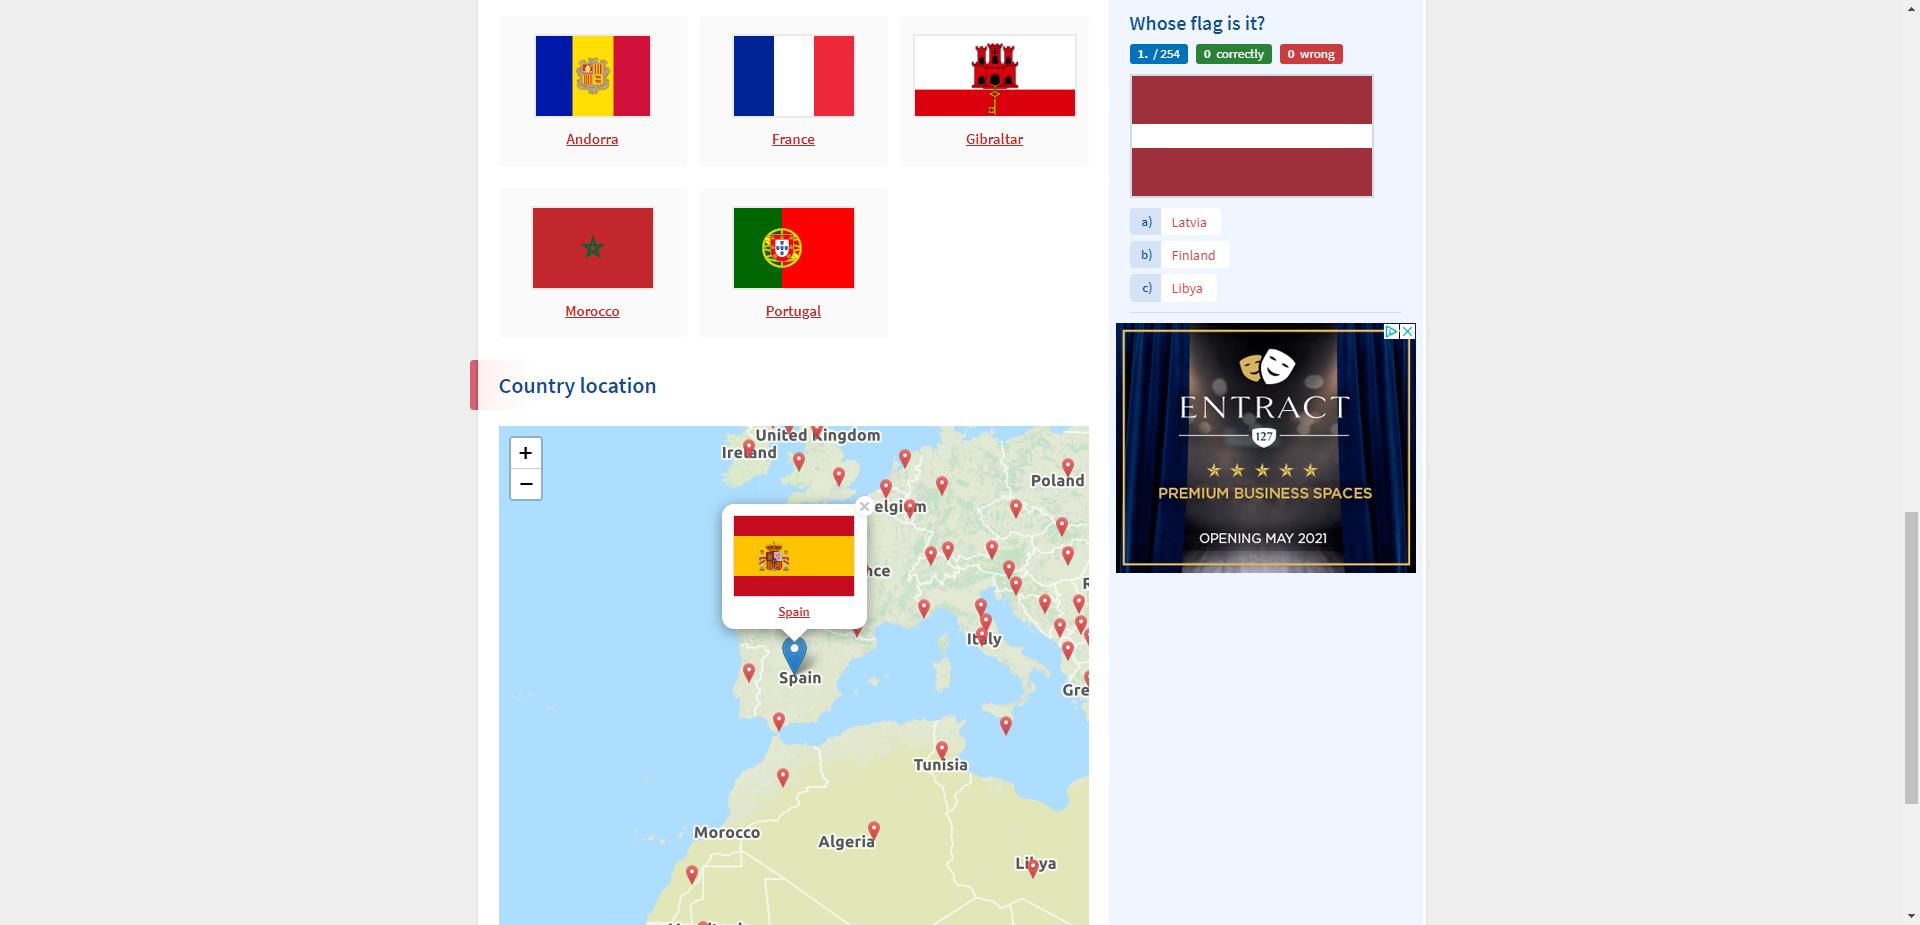 Andorra
France
Gibraltar
Morocco
Portugal
Country location
+
−
United Kingdom
Ireland
Poland
elgium
×
nce
R
Spain
Italy
Spain
Gre
Tunisia
Morocco
Algeria
Libya
Whose flag is it?
1. / 254
0 correctly
0 wrong
a) Latvia
b) Finland
c) Libya
ENTRACT
127
PREMIUM BUSINESS SPACES
OPENING MAY 2021